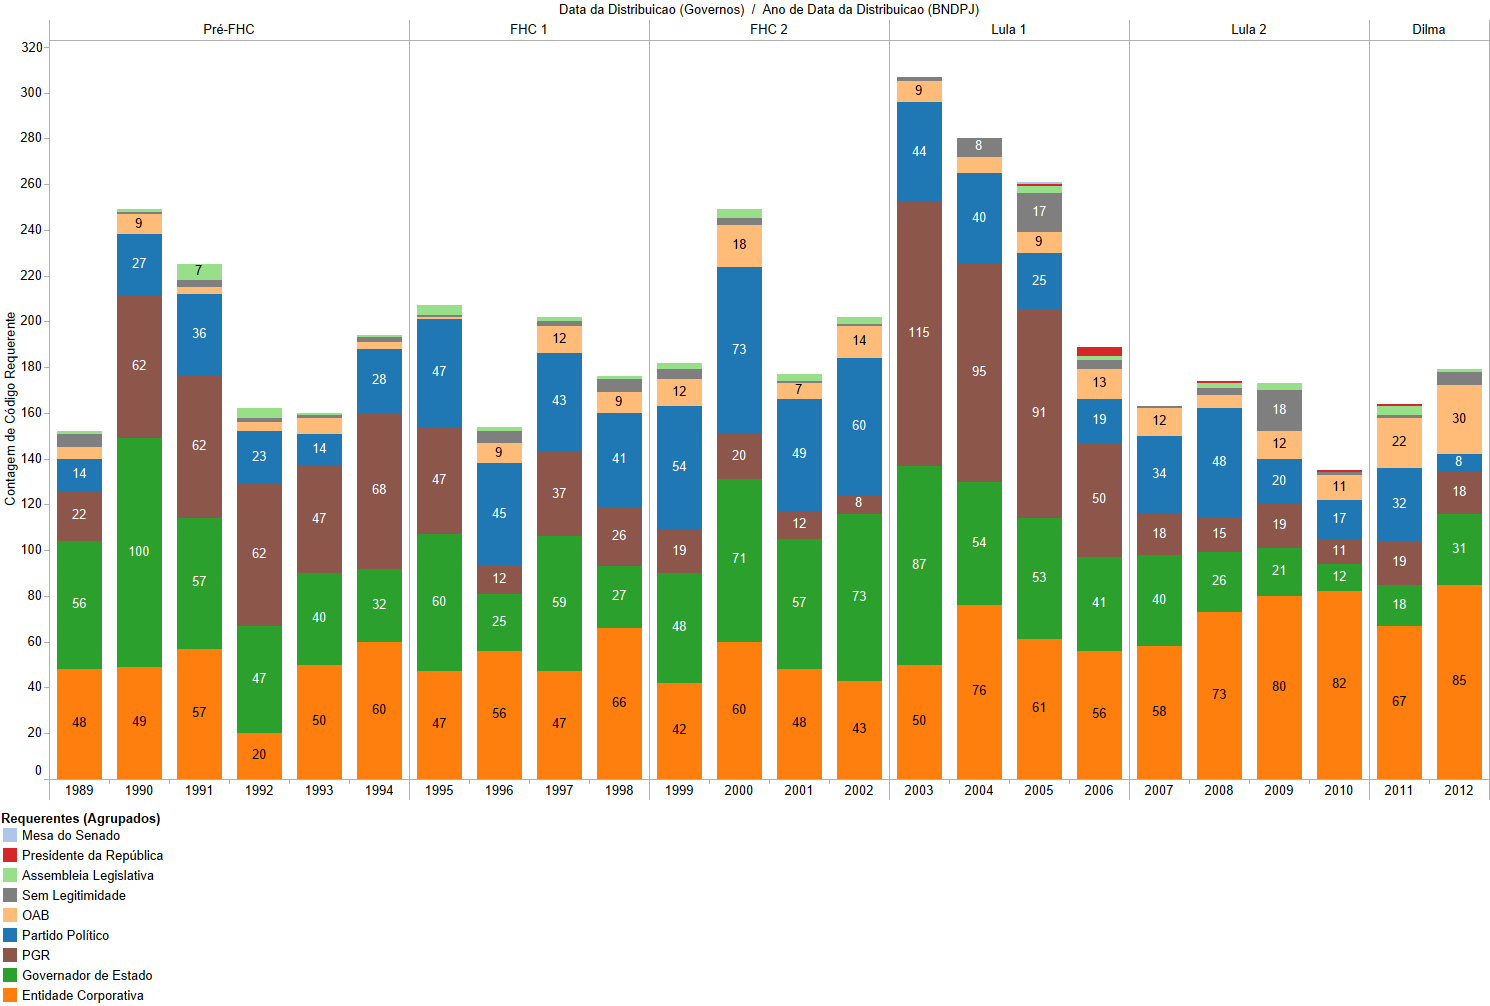 Data da Distribuicao (Governos) / Ano de Data da Distribuicao (BNDPJ)
Pré-FHC FHC 1 FHC 2 Lula 1 Lula 2 Dilma
Contagem de Código Requerente
320
300
280
260
240
220
200
180
160
140
120
100
80
60
40
20
0
14 22 56 48
9 27 62 100 49
7 36 62 57 57
23 62 47 20
14 47 40 50
28 68 32 60
47 47 60 47
9 45 12 25 56
12 43 37 59 47
9 41 26 27 66
12 54 19 48 42
18 73 20 71 60
7 49 12 57 48
14 60 8 73 43
9 44 115 87 50
8 40 95 54 76
17 9 25 91 53 61
13 19 50 41 56
12 34 18 40 58
48 15 26 73
18 12 20 19 21 80
11 17 11 12 82
22 32 19 18 67
30 8 18 31 85
1989 1990 1991 1992 1993 1994 1995 1996 1997 1998 1999 2000 2001 2002 2003 2004 2005 2006 2007 2008 2009 2010 2011 2012
Requerentes (Agrupados)
Mesa do Senado
Presidente da República
Assembleia Legislativa
Sem Legitimidade
OAB
Partido Político
PGR
Governador de Estado
Entidade Corporativa